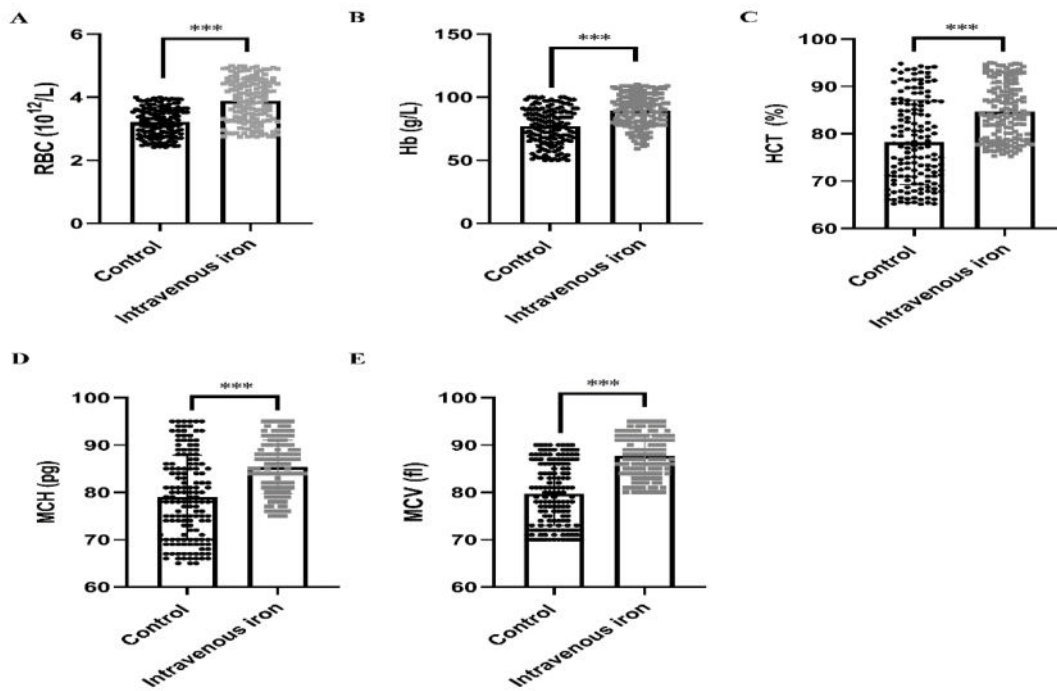 A
***
RBC (10¹²/L)
6
4
2
0
Control
Intravenous iron
B
***
Hb (g/L)
150
100
50
0
Control
Intravenous iron
C
***
HCT (%)
100
90
80
70
60
Control
Intravenous iron
D
***
MCH (pg)
100
90
80
70
60
Control
Intravenous iron
E
***
MCV (fl)
100
90
80
70
60
Control
Intravenous iron